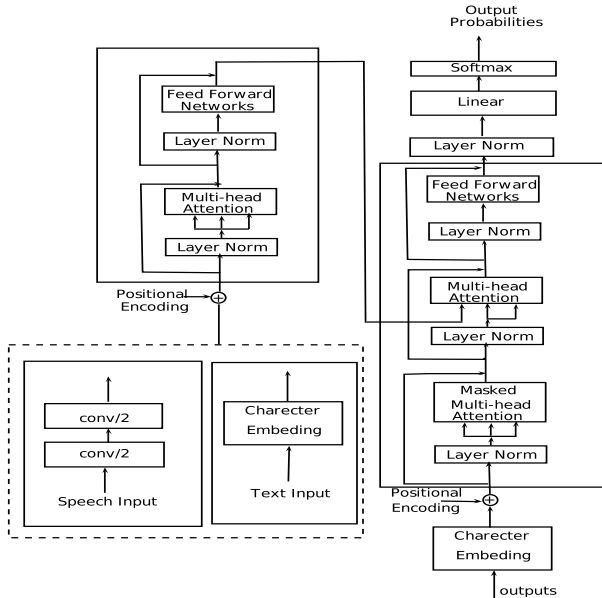 Output
Probabilities
Softmax
Linear
Layer Norm
Feed Forward
Networks
Layer Norm
Multi-head
Attention
Layer Norm
Masked
Multi-head
Attention
Layer Norm
Positional
Encoding
Charecter
Embeding
outputs
Feed Forward
Networks
Layer Norm
Multi-head
Attention
Layer Norm
Positional
Encoding
conv/2
conv/2
Speech Input
Charecter
Embeding
Text Input